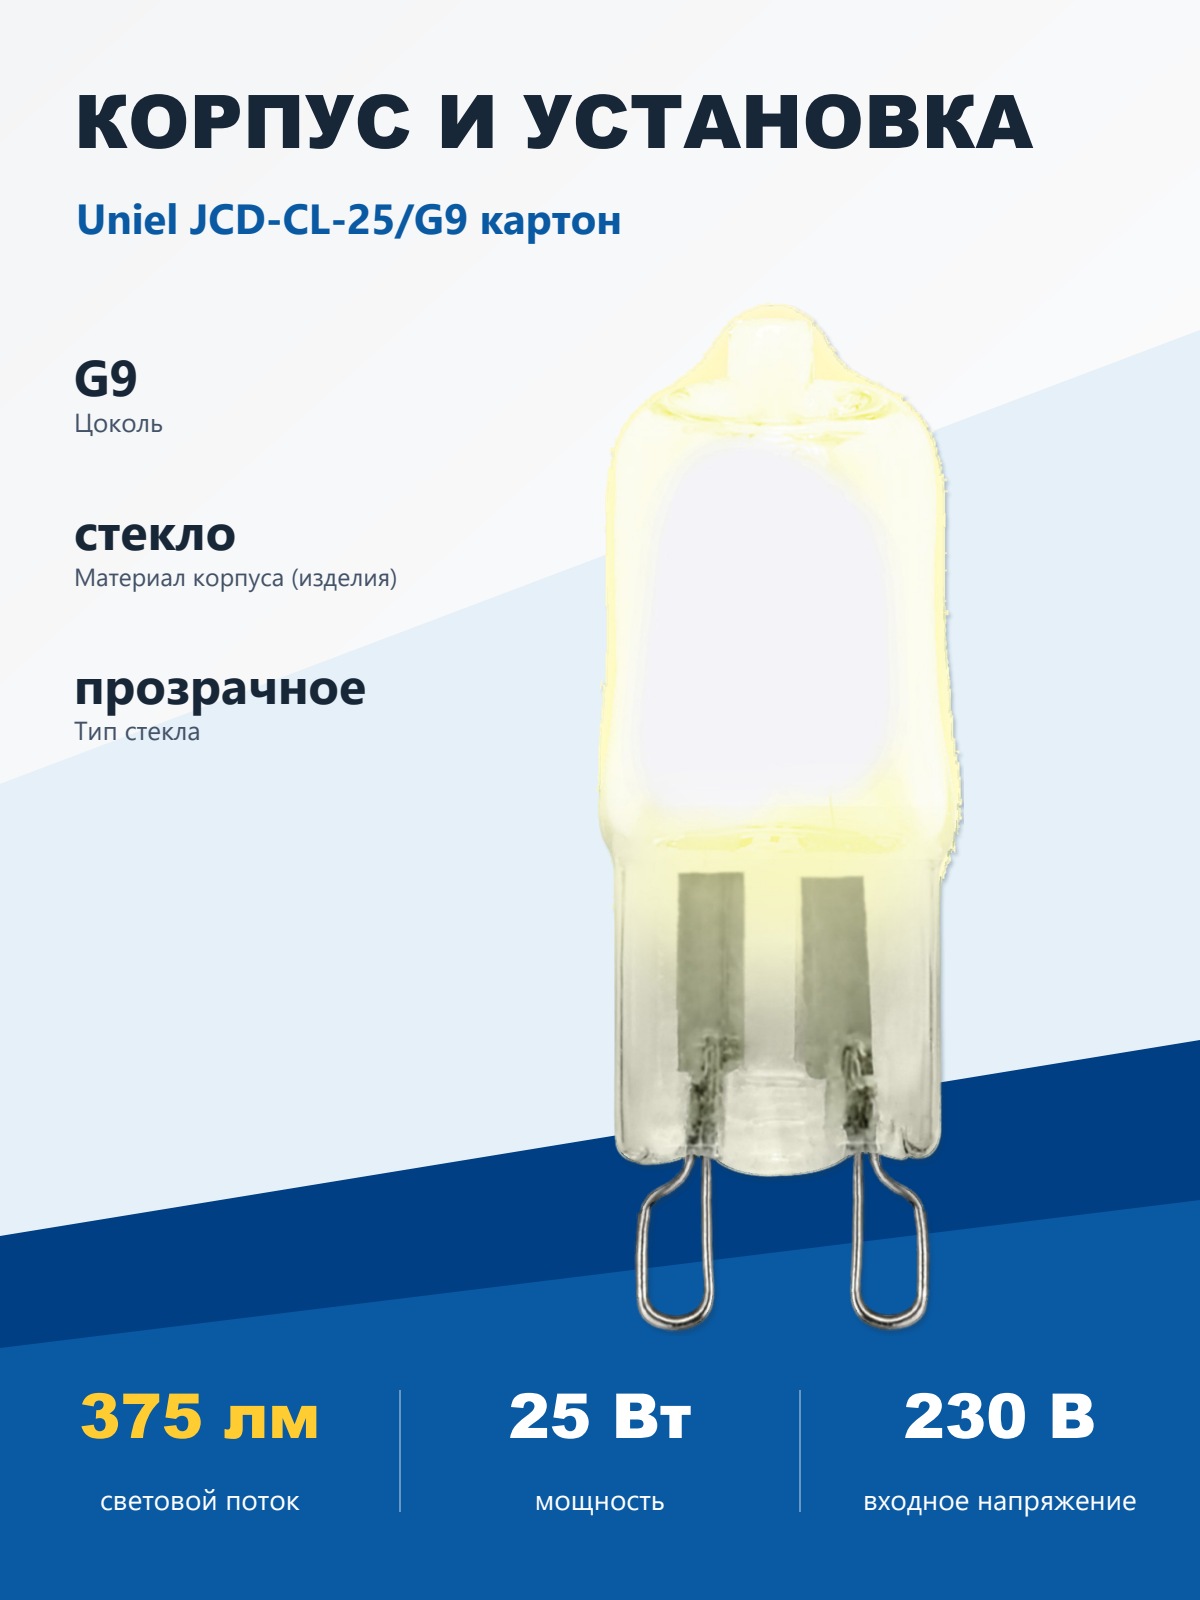 КОРПУС И УСТАНОВКА
Uniel JCD-CL-25/G9 картон
G9
Цоколь
стекло
Материал корпуса (изделия)
прозрачное
Тип стекла
375 лм
световой поток
25 Вт
мощность
230 В
входное напряжение